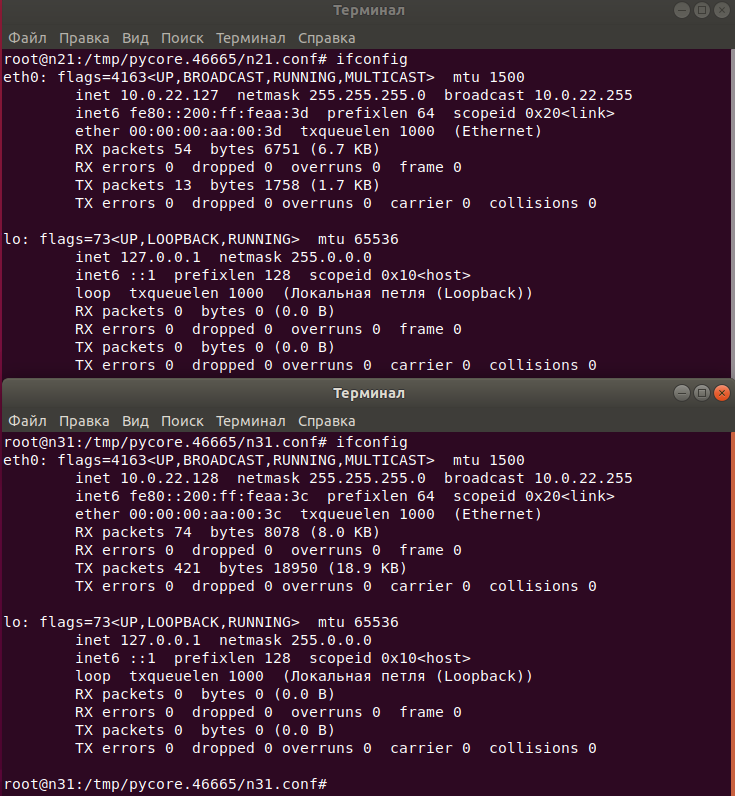 Терминал
Файл Правка Вид Поиск Терминал Справка
root@n21:/tmp/pycore.46665/n21.conf# ifconfig
eth0: flags=4163<UP,BROADCAST,RUNNING,MULTICAST>  mtu 1500
        inet 10.0.22.127  netmask 255.255.255.0  broadcast 10.0.22.255
        inet6 fe80::200:ff:feaa:3d  prefixlen 64  scopeid 0x20<link>
        ether 00:00:00:aa:00:3d  txqueuelen 1000  (Ethernet)
        RX packets 54  bytes 6751 (6.7 KB)
        RX errors 0  dropped 0  overruns 0  frame 0
        TX packets 13  bytes 1758 (1.7 KB)
        TX errors 0  dropped 0 overruns 0  carrier 0  collisions 0
lo: flags=73<UP,LOOPBACK,RUNNING>  mtu 65536
        inet 127.0.0.1  netmask 255.0.0.0
        inet6 ::1  prefixlen 128  scopeid 0x10<host>
        loop  txqueuelen 1000  (Локальная петля (Loopback))
        RX packets 0  bytes 0 (0.0 B)
        RX errors 0  dropped 0  overruns 0  frame 0
        TX packets 0  bytes 0 (0.0 B)
        TX errors 0  dropped 0 overruns 0  carrier 0  collisions 0
Терминал
Файл Правка Вид Поиск Терминал Справка
root@n31:/tmp/pycore.46665/n31.conf# ifconfig
eth0: flags=4163<UP,BROADCAST,RUNNING,MULTICAST>  mtu 1500
        inet 10.0.22.128  netmask 255.255.255.0  broadcast 10.0.22.255
        inet6 fe80::200:ff:feaa:3c  prefixlen 64  scopeid 0x20<link>
        ether 00:00:00:aa:00:3c  txqueuelen 1000  (Ethernet)
        RX packets 74  bytes 8078 (8.0 KB)
        RX errors 0  dropped 0  overruns 0  frame 0
        TX packets 421  bytes 18950 (18.9 KB)
        TX errors 0  dropped 0 overruns 0  carrier 0  collisions 0
lo: flags=73<UP,LOOPBACK,RUNNING>  mtu 65536
        inet 127.0.0.1  netmask 255.0.0.0
        inet6 ::1  prefixlen 128  scopeid 0x10<host>
        loop  txqueuelen 1000  (Локальная петля (Loopback))
        RX packets 0  bytes 0 (0.0 B)
        RX errors 0  dropped 0  overruns 0  frame 0
        TX packets 0  bytes 0 (0.0 B)
        TX errors 0  dropped 0 overruns 0  carrier 0  collisions 0
root@n31:/tmp/pycore.46665/n31.conf#